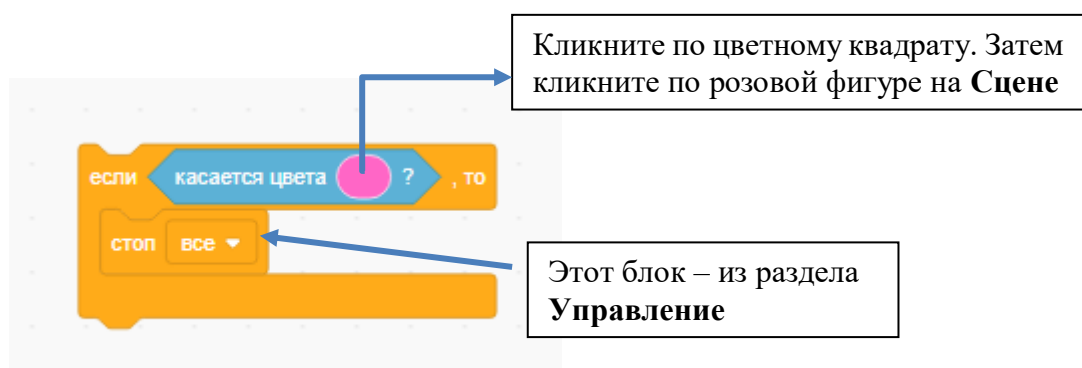 Кликните по цветному квадрату. Затем
кликните по розовой фигуре на Сцене
если касается цвета ? , то
стоп все
Этот блок – из раздела
Управление